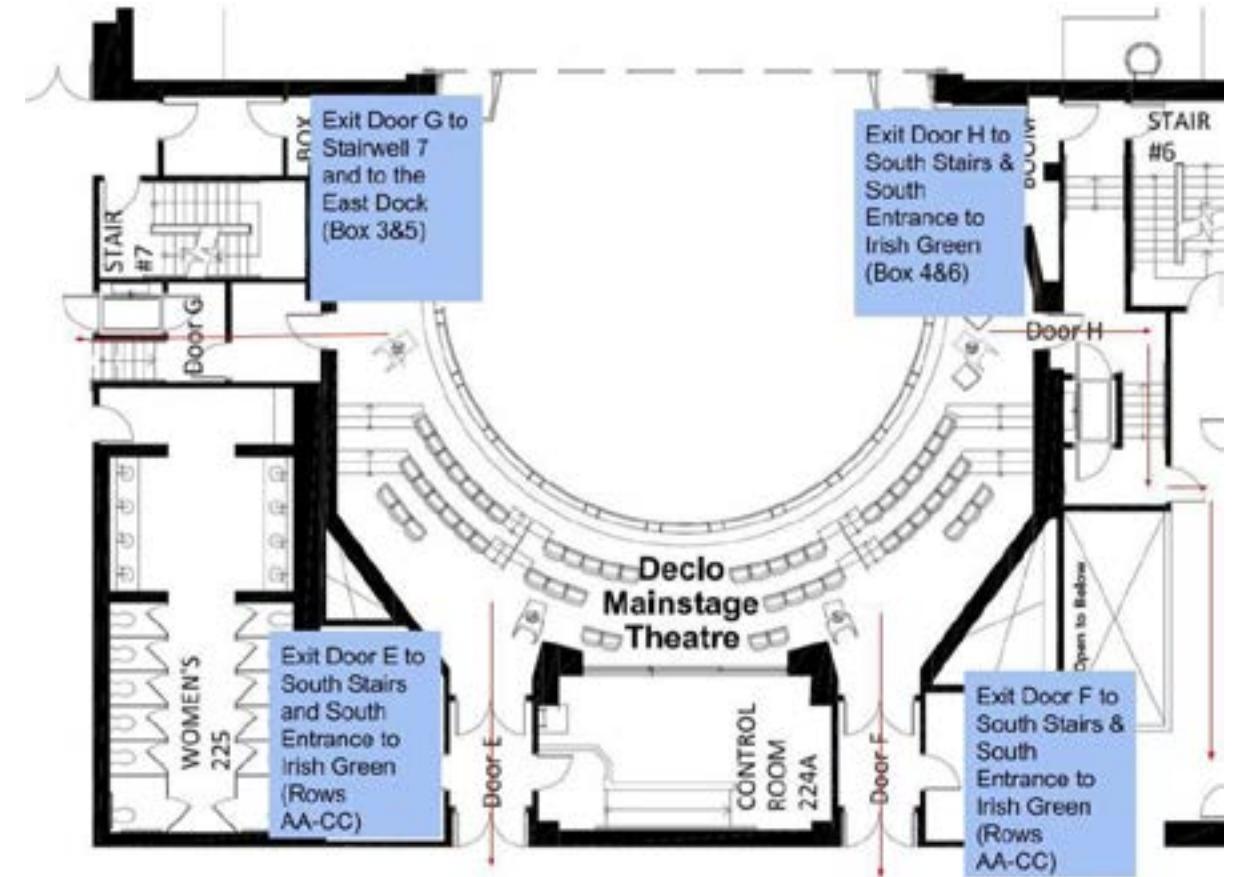 BOX
Exit Door G to
Stairwell 7
and to the
East Dock
(Box 3&5)
Exit Door H to
South Stairs &
South
Entrance to
Irish Green
(Box 4&6)
STAIR
#6
STAIR
#7
Door G
Door H
Declo
Mainstage
Theatre
Open to Below
Exit Door E to
South Stairs
and South
Entrance to
Irish Green
(Rows
AA-CC)
WOMEN'S
225
Door E
CONTROL
ROOM
224A
Door F
Exit Door F to
South Stairs &
South
Entrance to
Irish Green
(Rows
AA-CC)